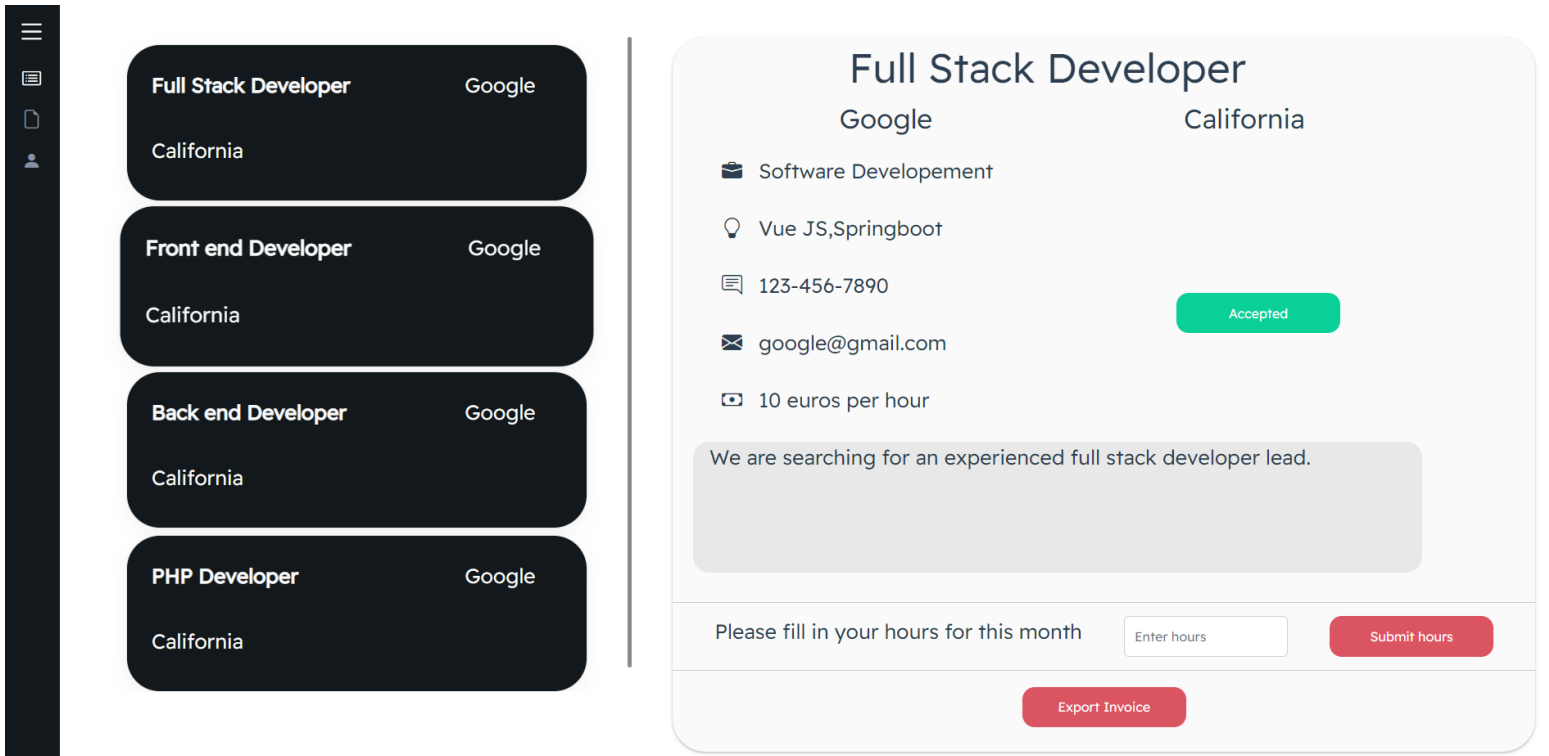 Full Stack Developer Google
California
Front end Developer Google
California
Back end Developer Google
California
PHP Developer Google
California
Full Stack Developer
Google California
Software Developement
Vue JS,Springboot
123-456-7890
Accepted
google@gmail.com
10 euros per hour
We are searching for an experienced full stack developer lead.
Please fill in your hours for this month Enter hours Submit hours
Export Invoice